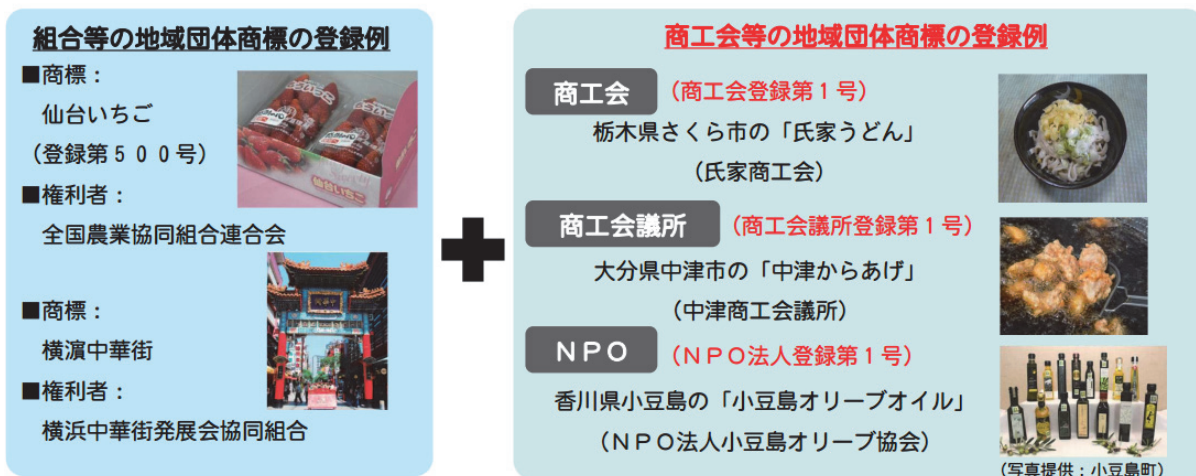 組合等の地域団体商標の登録例
■商標：
仙台いちご
（登録第５００号）
■権利者：
全国農業協同組合連合会
■商標：
横濵中華街
■権利者：
横浜中華街発展会協同組合
商工会等の地域団体商標の登録例
商工会 （商工会登録第１号）
栃木県さくら市の「氏家うどん」
（氏家商工会）
商工会議所 （商工会議所登録第１号）
大分県中津市の「中津からあげ」
（中津商工会議所）
ＮＰＯ （ＮＰＯ法人登録第１号）
香川県小豆島の「小豆島オリーブオイル」
（ＮＰＯ法人小豆島オリーブ協会）
（写真提供：小豆島町）
仙台いちご